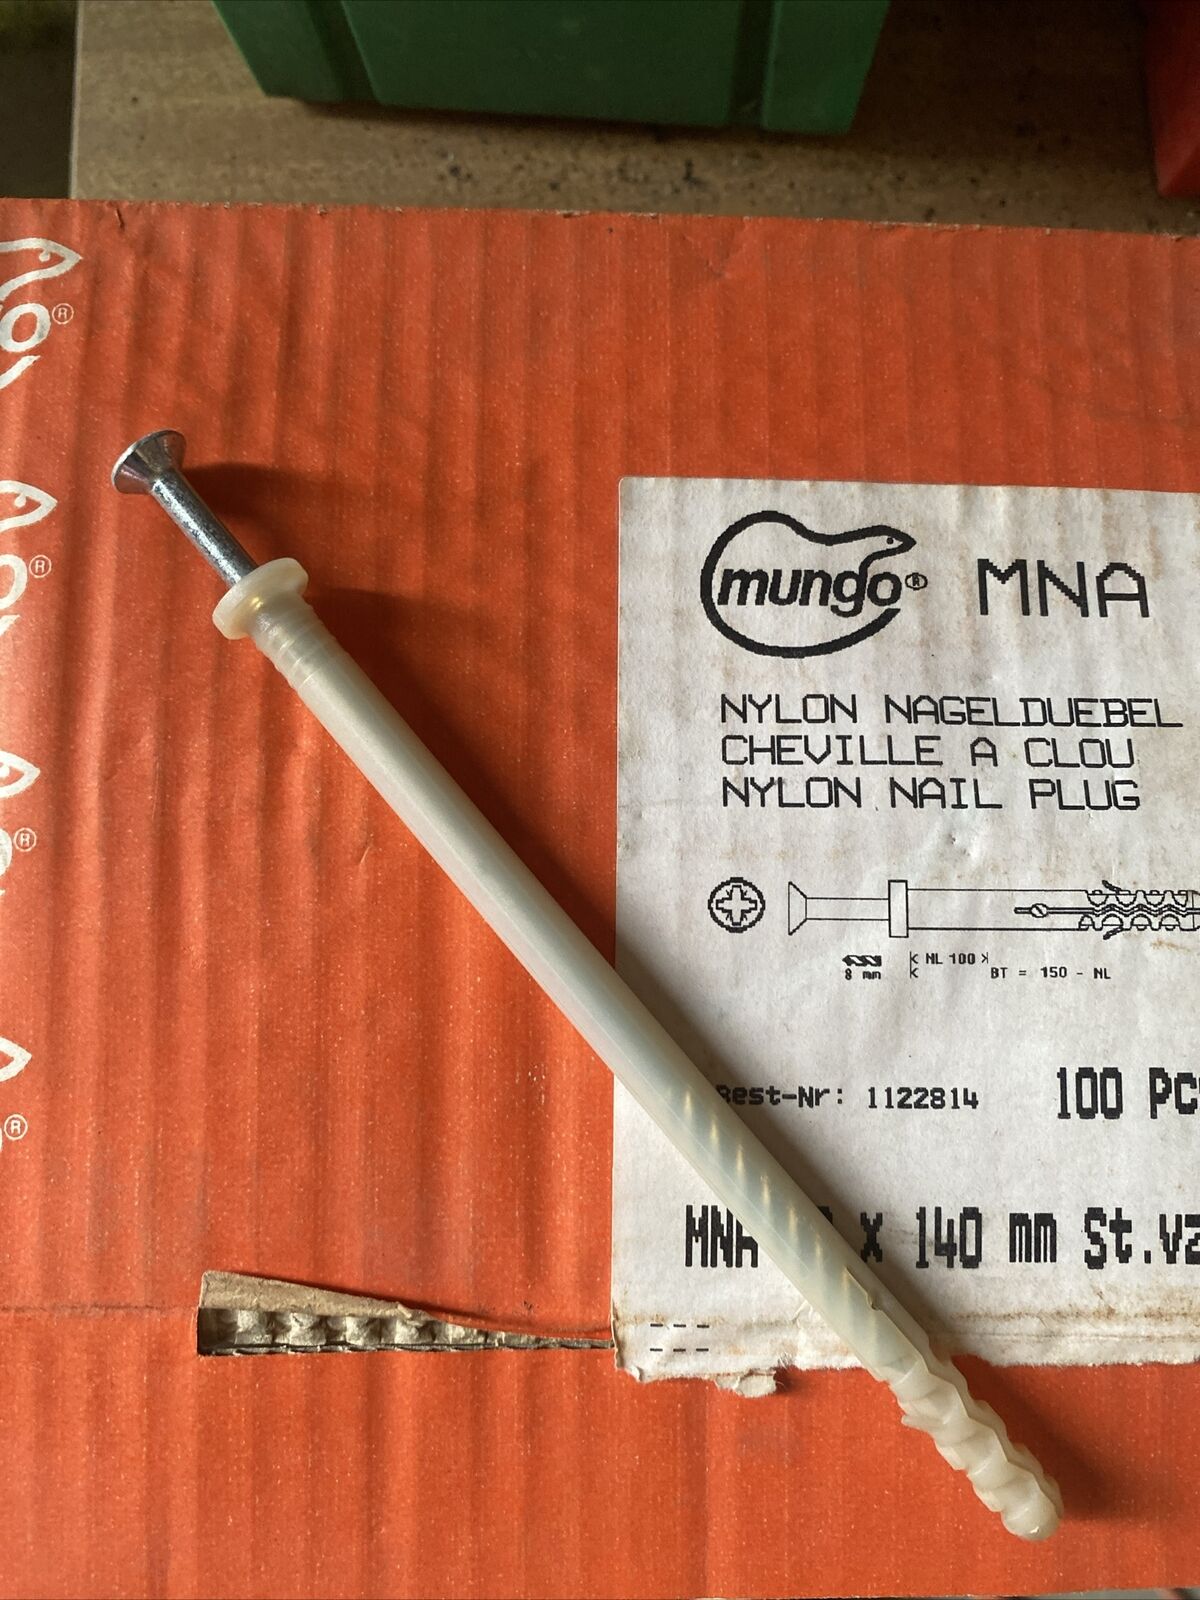 mungo® MNA
NYLON NAGELDUEBEL
CHEVILLE A CLOU
NYLON NAIL PLUG
8 mm
NL 100
BT = 150 - NL
Best-Nr: 1122814
100 Pc
MNA x 140 mm St.vz
®
®
®
®